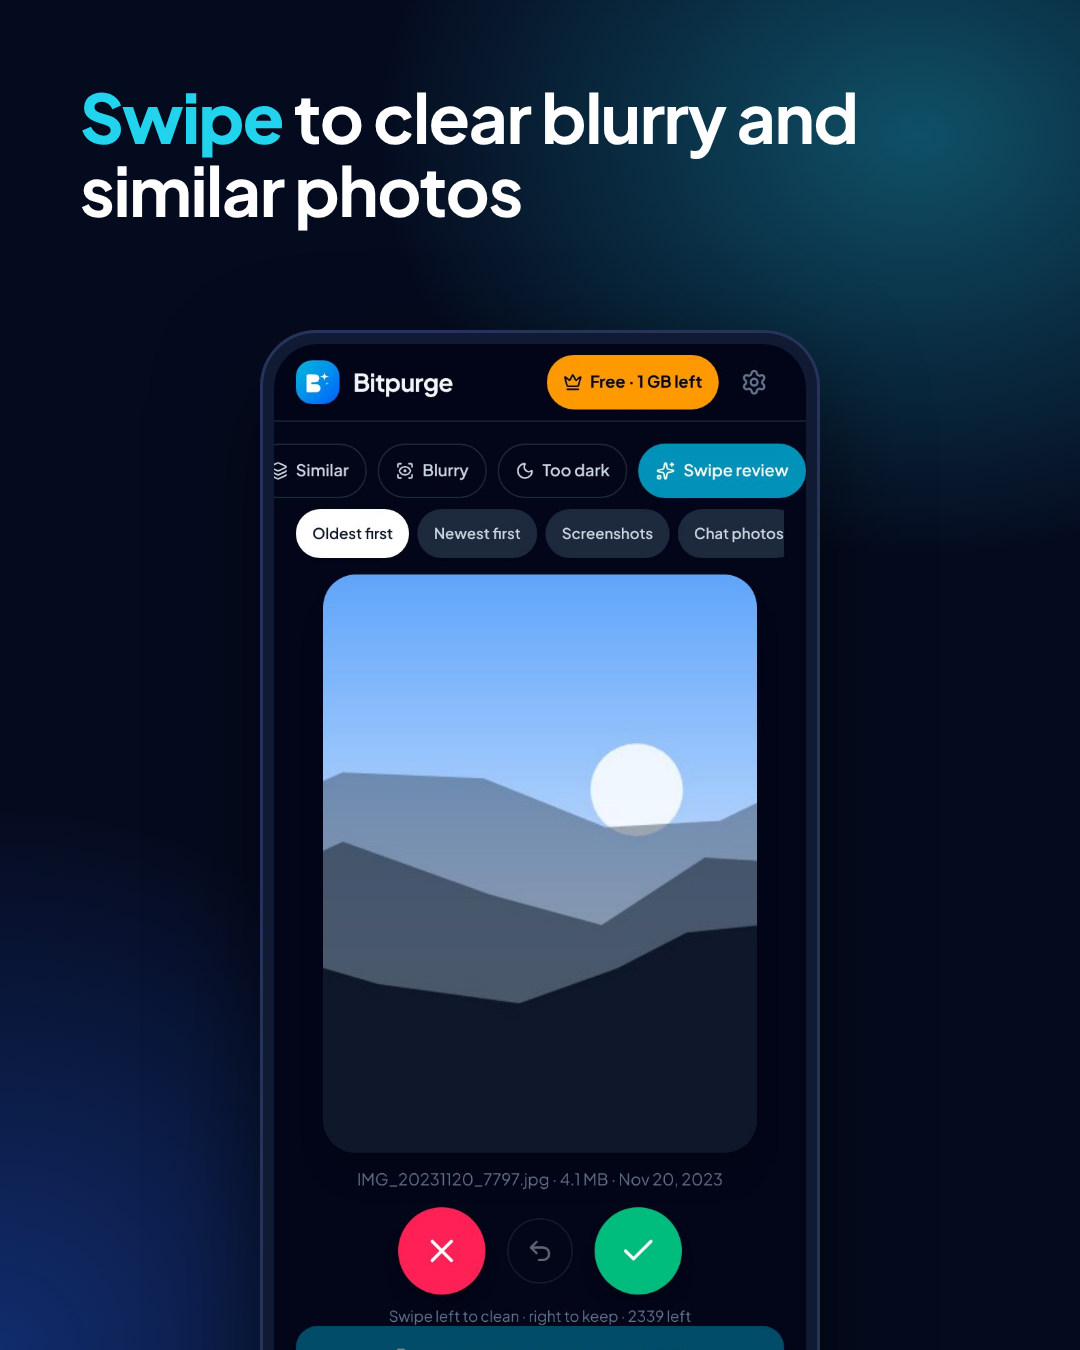 Swipe to clear blurry and
similar photos
Bitpurge
Free · 1 GB left
Similar
Blurry
Too dark
Swipe review
Oldest first
Newest first
Screenshots
Chat photos
IMG_20231120_7797.jpg · 4.1 MB · Nov 20, 2023
Swipe left to clean · right to keep · 2339 left